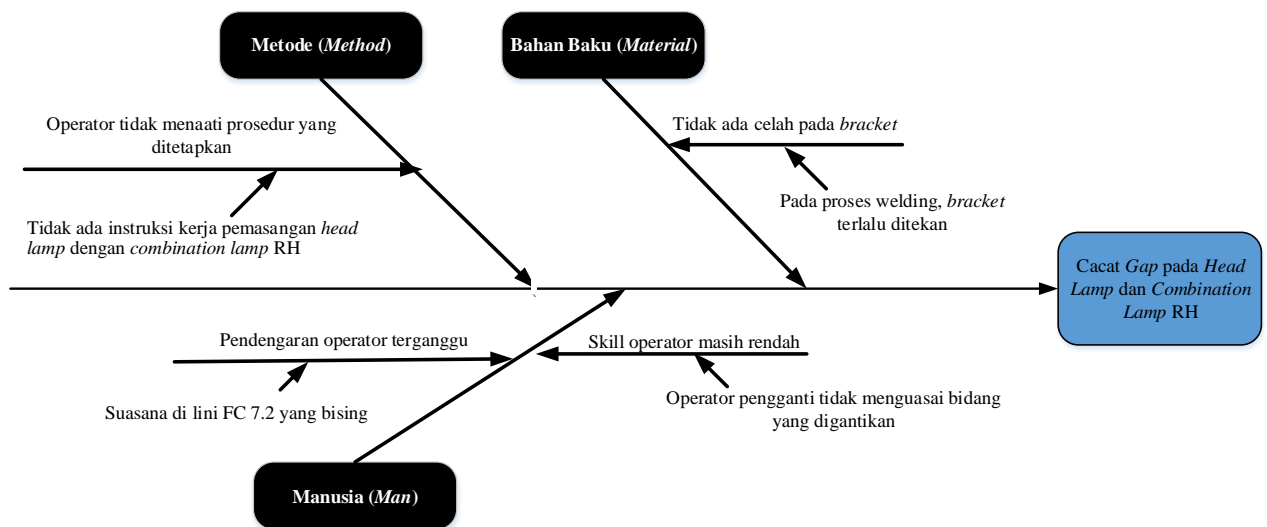 Metode (Method)
Bahan Baku (Material)
Operator tidak menaati prosedur yang
ditetapkan
Tidak ada celah pada bracket
Pada proses welding, bracket
terlalu ditekan
Tidak ada instruksi kerja pemasangan head
lamp dengan combination lamp RH
Cacat Gap pada Head
Lamp dan Combination
Lamp RH
Pendengaran operator terganggu
Skill operator masih rendah
Suasana di lini FC 7.2 yang bising
Operator pengganti tidak menguasai bidang
yang digantikan
Manusia (Man)